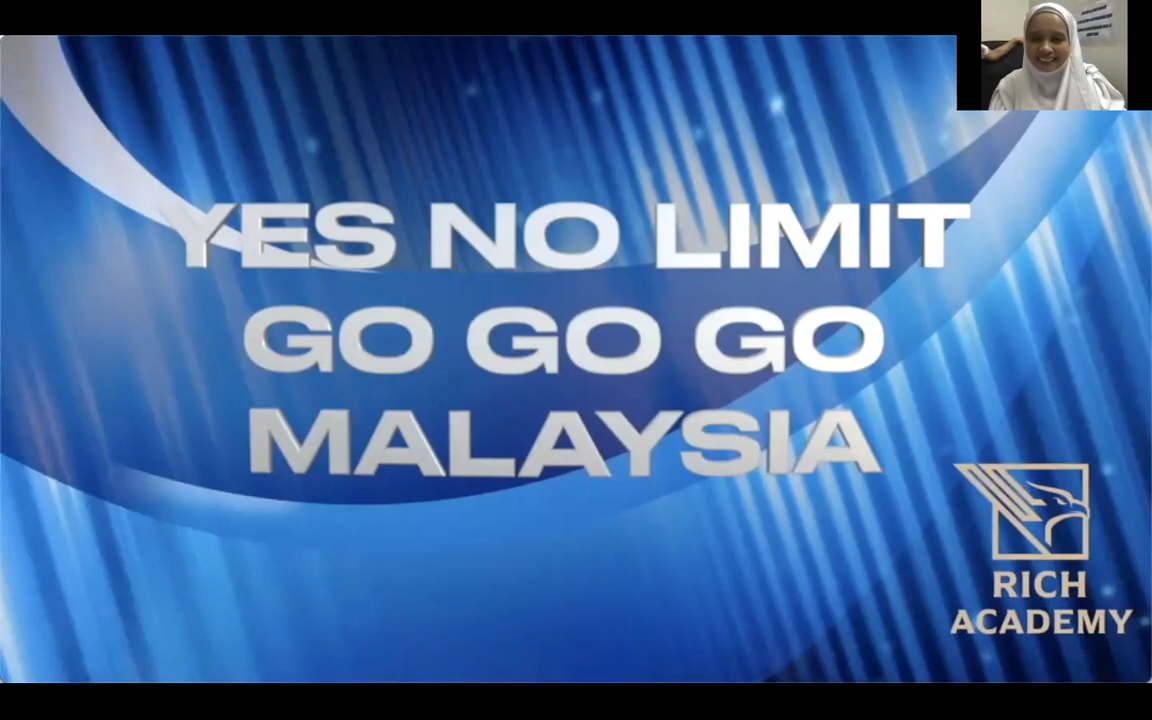 YES NO LIMIT
GO GO GO
MALAYSIA
RICH
ACADEMY